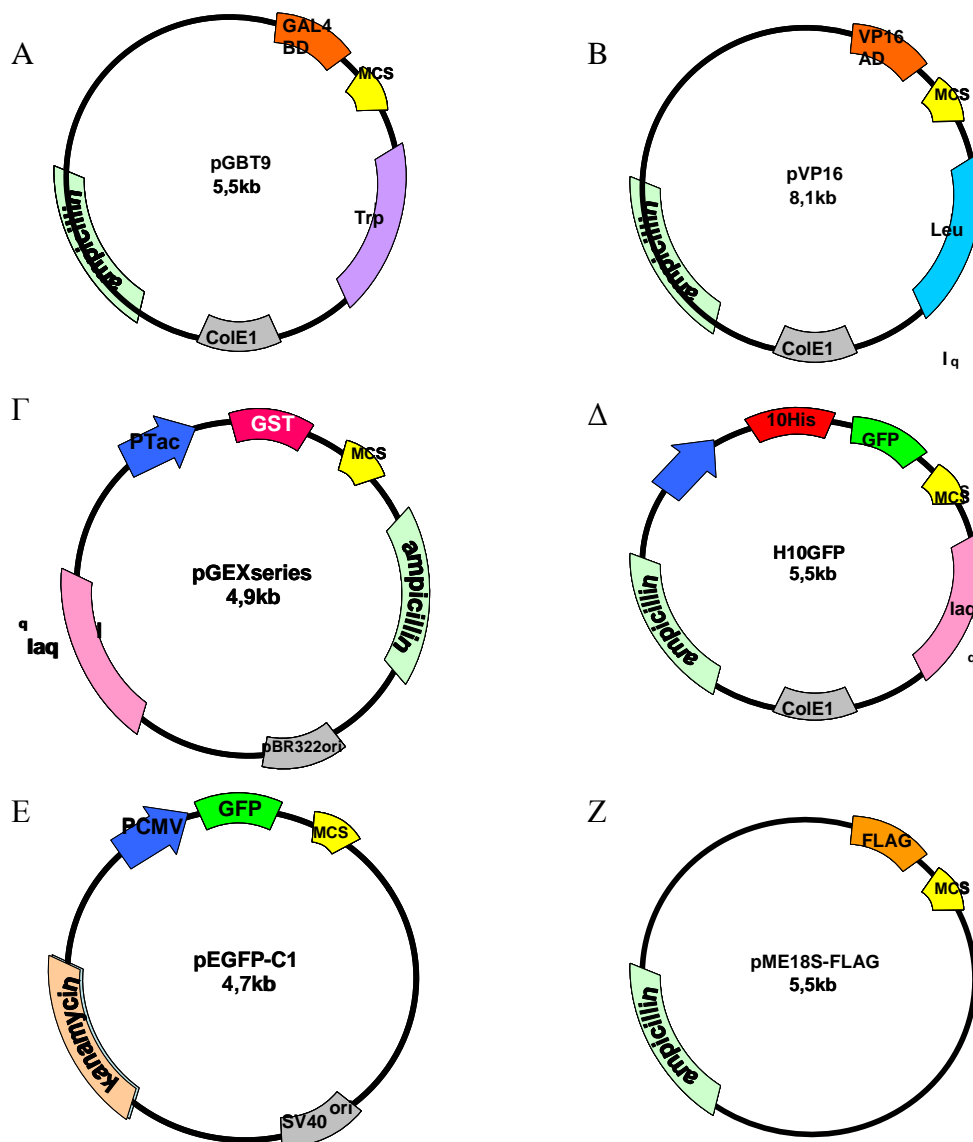 Α
GAL4
BD
MCS
pGBT9
5,5kb
Trp
ampicillin
ColE1
Β
VP16
AD
MCS
pVP16
8,1kb
Leu
ampicillin
ColE1
I q
Γ
PTac
GST
MCS
pGEXseries
4,9kb
ampicillin
q
Iaq
I
pBR322ori
Δ
10His
GFP
MCS
S
H10GFP
5,5kb
ampicillin
Iaq
q
ColE1
Ε
PCMV
GFP
MCS
pEGFP-C1
4,7kb
kanamycin
SV40 ori
Ζ
FLAG
MCS
pME18S-FLAG
5,5kb
ampicillin